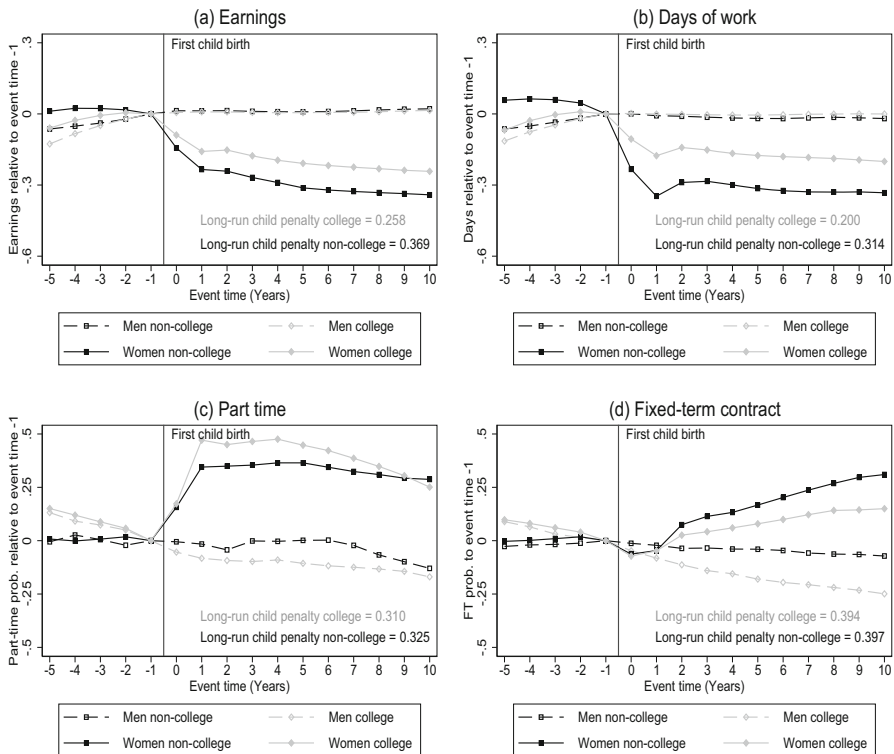 (a) Earnings
Earnings relative to event time -1
.3
0
-.3
-.6
First child birth
Long-run child penalty college = 0.258
Long-run child penalty non-college = 0.369
-5 -4 -3 -2 -1 0 1 2 3 4 5 6 7 8 9 10
Event time (Years)
Men non-college
Men college
Women non-college
Women college
(b) Days of work
Days relative to event time -1
.3
0
-.3
-.6
First child birth
Long-run child penalty college = 0.200
Long-run child penalty non-college = 0.314
-5 -4 -3 -2 -1 0 1 2 3 4 5 6 7 8 9 10
Event time (Years)
Men non-college
Men college
Women non-college
Women college
(c) Part time
Part-time prob. relative to event time -1
.5
.25
0
-.25
-.5
First child birth
Long-run child penalty college = 0.310
Long-run child penalty non-college = 0.325
-5 -4 -3 -2 -1 0 1 2 3 4 5 6 7 8 9 10
Event time (Years)
Men non-college
Men college
Women non-college
Women college
(d) Fixed-term contract
FT prob. to event time -1
.5
.25
0
-.25
-.5
First child birth
Long-run child penalty college = 0.394
Long-run child penalty non-college = 0.397
-5 -4 -3 -2 -1 0 1 2 3 4 5 6 7 8 9 10
Event time (Years)
Men non-college
Men college
Women non-college
Women college